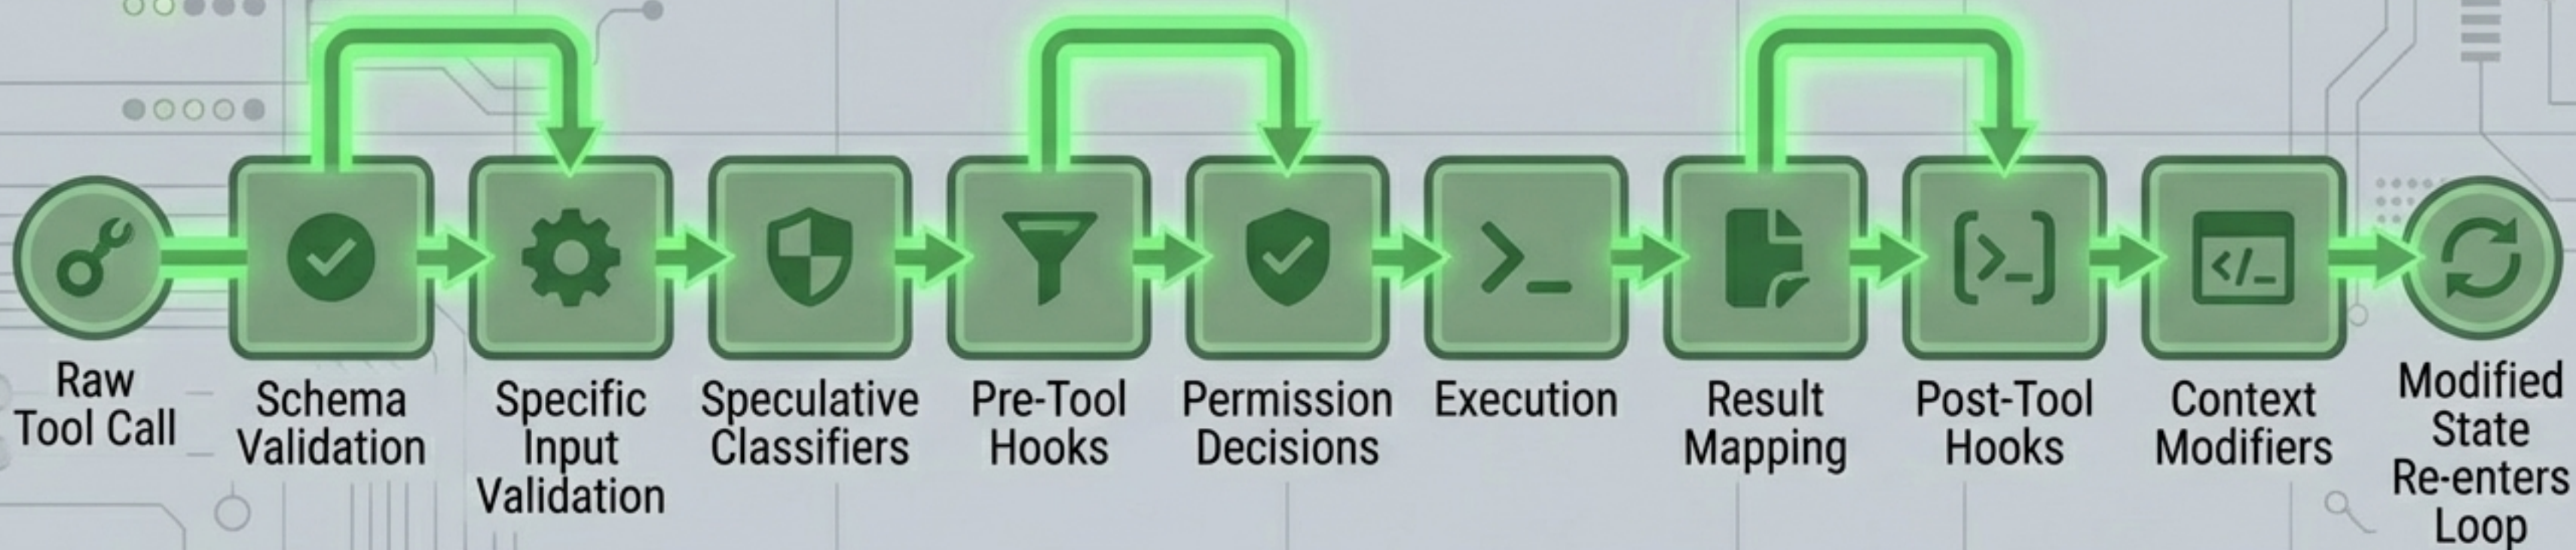 Raw
Tool Call
Schema
Validation
Specific
Input
Validation
Speculative
Classifiers
Pre-Tool
Hooks
Permission
Decisions
Execution
Result
Mapping
Post-Tool
Hooks
Context
Modifiers
Modified
State
Re-enters
Loop